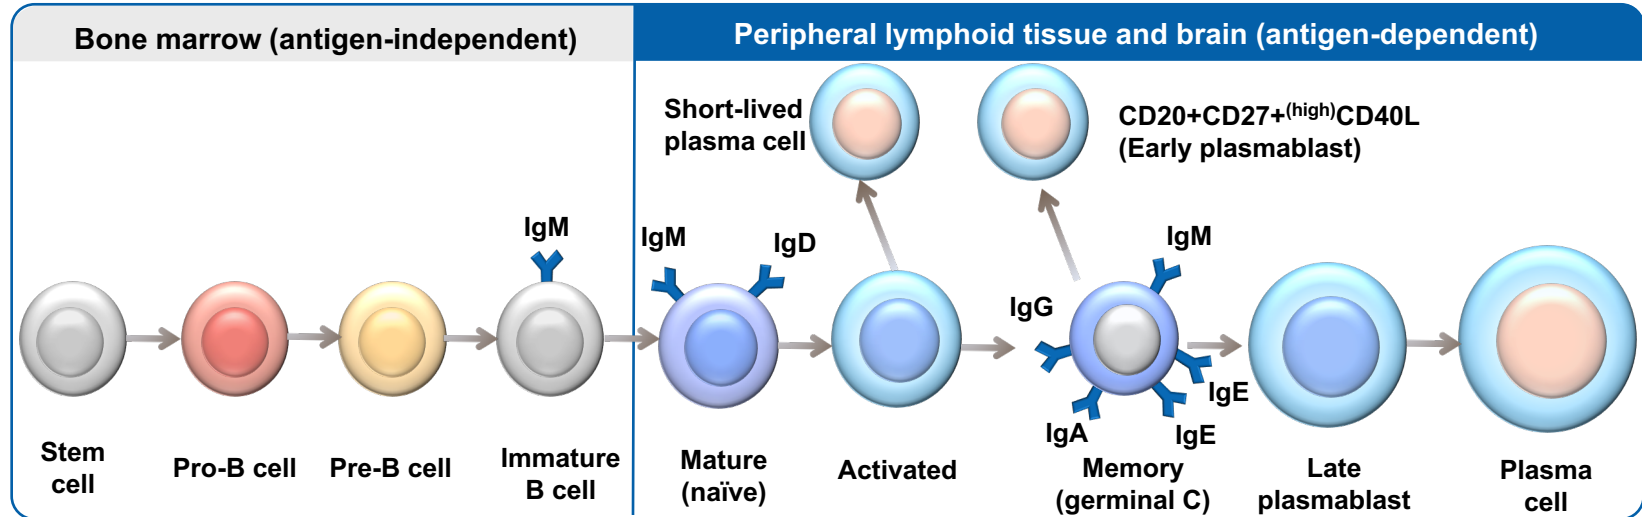 Bone marrow (antigen-independent)
Peripheral lymphoid tissue and brain (antigen-dependent)
Short-lived
plasma cell
CD20+CD27+(high)CD40L
(Early plasmablast)
IgM
IgM
IgD
IgM
IgG
IgE
IgA
IgE
Stem
cell
Pro-B cell
Pre-B cell
Immature
B cell
Mature
(naïve)
Activated
Memory
(germinal C)
Late
plasmablast
Plasma
cell